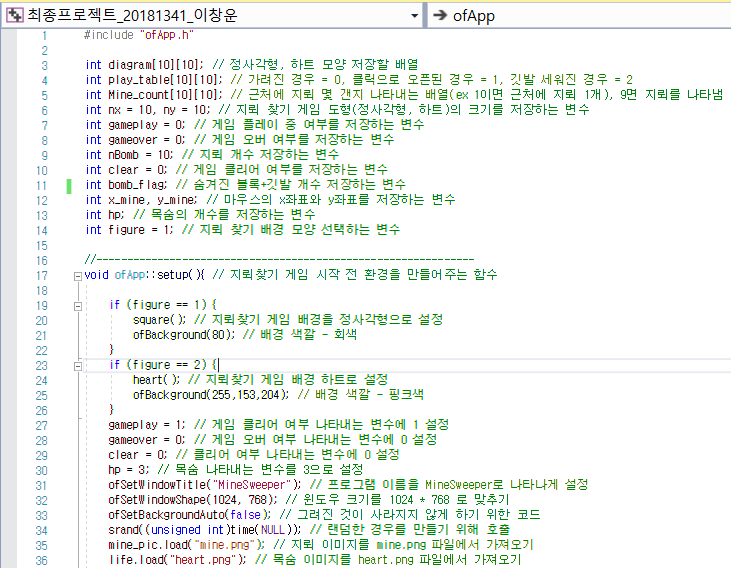 최종프로젝트_20181341_이창윤
ofApp
1 #include "ofApp.h"
2
3 int diagram[10][10]; // 정사각형, 하트 모양 저장할 배열
4 int play_table[10][10]; // 가려진 경우 = 0, 클릭으로 오픈된 경우 = 1, 깃발 세워진 경우 = 2
5 int Mine_count[10][10]; // 근처에 지뢰 몇 갠지 나타내는 배열(ex 1이면 근처에 지뢰 1개), 9면 지뢰를 나타냄
6 int nx = 10, ny = 10; // 지뢰 찾기 게임 도형(정사각형, 하트)의 크기를 저장하는 변수
7 int gameplay = 0; // 게임 플레이 중 여부를 저장하는 변수
8 int gameover = 0; // 게임 오버 여부를 저장하는 변수
9 int nBomb = 10; // 지뢰 개수 저장하는 변수
10 int clear = 0; // 게임 클리어 여부를 저장하는 변수
11 int bomb_flag; // 숨겨진 블록+깃발 개수 저장하는 변수
12 int x_mine, y_mine; // 마우스의 x좌표와 y좌표를 저장하는 변수
13 int hp; // 목숨의 개수를 저장하는 변수
14 int figure = 1; // 지뢰 찾기 배경 모양 선택하는 변수
15
16 //--------------------------------------------------------------
17 void ofApp::setup(){ // 지뢰찾기 게임 시작 전 환경을 만들어주는 함수
18
19 if (figure == 1) {
20 square(); // 지뢰찾기 게임 배경을 정사각형으로 설정
21 ofBackground(80); // 배경 색깔 - 회색
22 }
23 if (figure == 2) {
24 heart(); // 지뢰찾기 게임 배경 하트로 설정
25 ofBackground(255,153,204); // 배경 색깔 - 핑크색
26 }
27 gameplay = 1; // 게임 클리어 여부 나타내는 변수에 1 설정
28 gameover = 0; // 게임 오버 여부 나타내는 변수에 0 설정
29 clear = 0; // 클리어 여부 나타내는 변수에 0 설정
30 hp = 3; // 목숨 나타내는 변수를 3으로 설정
31 ofSetWindowTitle("MineSweeper"); // 프로그램 이름을 MineSweeper로 나타나게 설정
32 ofSetWindowShape(1024, 768); // 윈도우 크기를 1024 * 768 로 맞추기
33 ofSetBackgroundAuto(false); // 그려진 것이 사라지지 않게 하기 위한 코드
34 srand((unsigned int)time(NULL)); // 랜덤한 경우를 만들기 위해 호출
35 mine_pic.load("mine.png"); // 지뢰 이미지를 mine.png 파일에서 가져오기
36 life.load("heart.png"); // 목숨 이미지를 heart.png 파일에서 가져오기